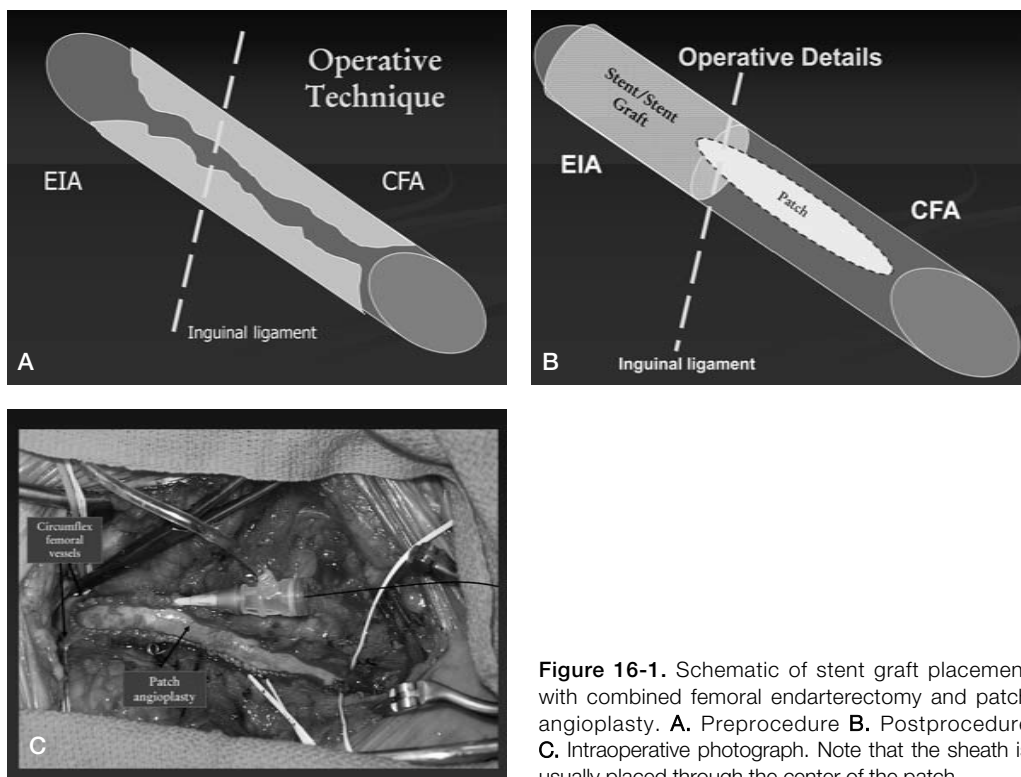 Operative
Technique
EIA
CFA
Inguinal ligament
A
Operative Details
Stent/Stent
Graft
EIA
Patch
CFA
Inguinal ligament
B
Circumflex
femoral
vessels
Patch
angioplasty
C
Figure 16-1. Schematic of stent graft placement
with combined femoral endarterectomy and patch
angioplasty. A. Preprocedure B. Postprocedure
C. Intraoperative photograph. Note that the sheath is
usually placed through the center of the patch